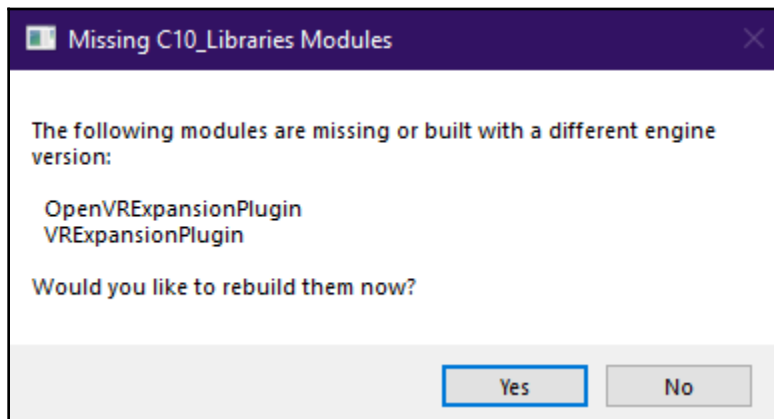 Missing C10_Libraries Modules
The following modules are missing or built with a different engine
version:
OpenVRExpansionPlugin
VRExpansionPlugin
Would you like to rebuild them now?
Yes
No